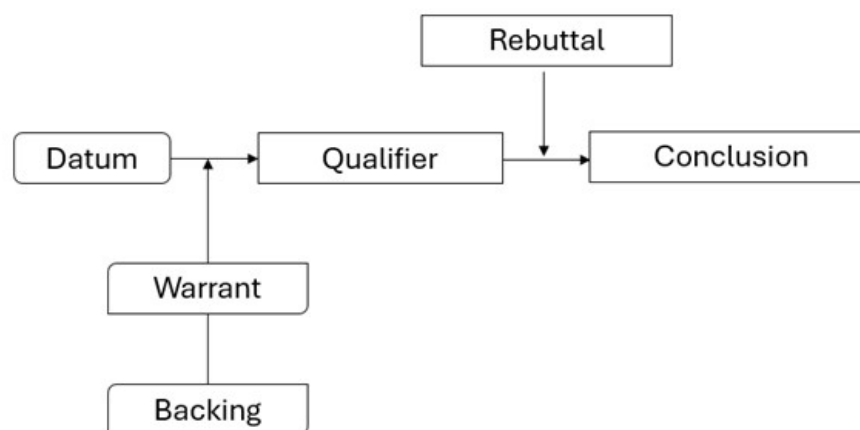 Rebuttal
Datum
Qualifier
Conclusion
Warrant
Backing